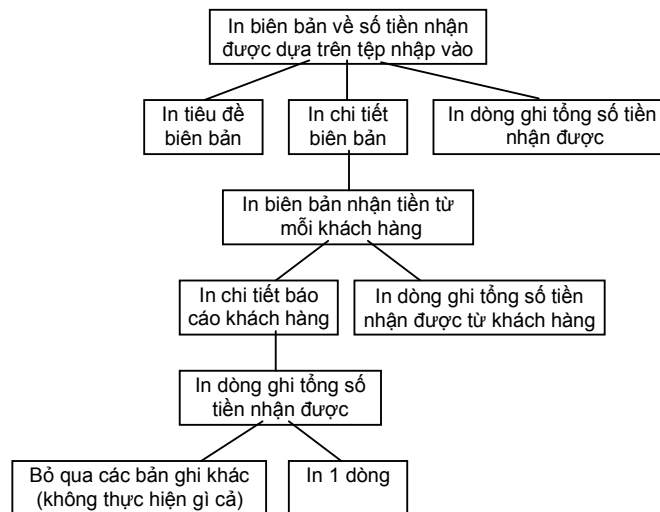 In biên bản về số tiền nhận
được dựa trên tệp nhập vào
In tiêu đề
biên bản
In chi tiết
biên bản
In dòng ghi tổng số tiền
nhận được
In biên bản nhận tiền từ
mỗi khách hàng
In chi tiết báo
cáo khách hàng
In dòng ghi tổng số tiền
nhận được từ khách hàng
In dòng ghi tổng số
tiền nhận được
Bỏ qua các bản ghi khác
(không thực hiện gì cả)
In 1 dòng